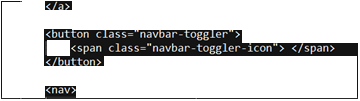 </a>
<button class="navbar-toggler">
<span class="navbar-toggler-icon"> </span>
</button>
<nav>